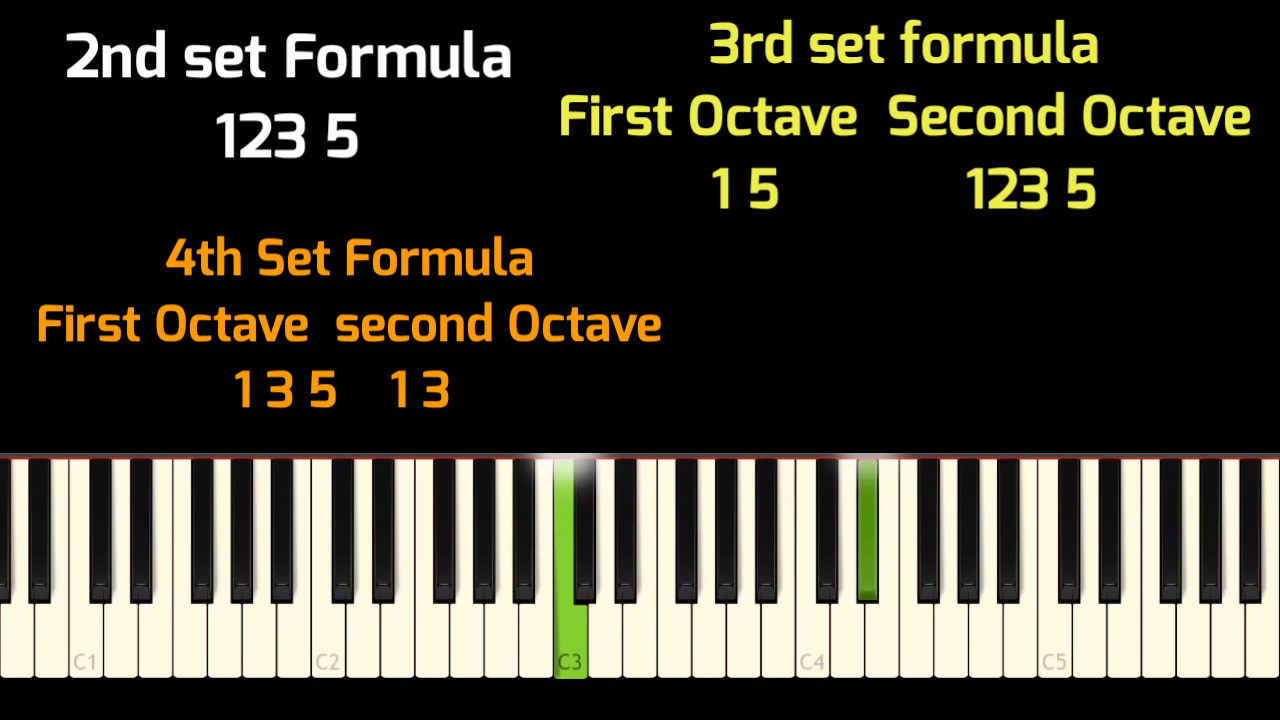 2nd set Formula
123 5
3rd set formula
First Octave  Second Octave
1 5  123 5
4th Set Formula
First Octave  second Octave
1 3 5  1 3
C1 C2 C3 C4 C5